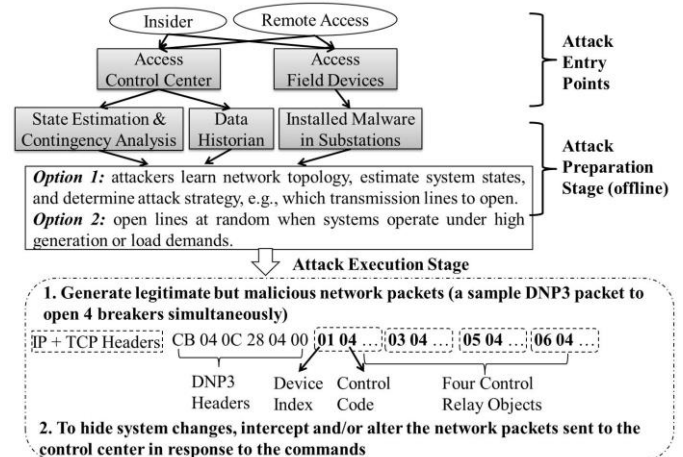 Insider
Remote Access
Attack
Entry
Points
Access
Control Center
Access
Field Devices
State Estimation &
Contingency Analysis
Data
Historian
Installed Malware
in Substations
Attack
Preparation
Stage (offline)
Option 1: attackers learn network topology, estimate system states,
and determine attack strategy, e.g., which transmission lines to open.
Option 2: open lines at random when systems operate under high
generation or load demands.
Attack Execution Stage
1. Generate legitimate but malicious network packets (a sample DNP3 packet to
open 4 breakers simultaneously)
IP + TCP Headers CB 04 0C 28 04 00 01 04 ... 03 04 ... 05 04 ... 06 04 ...
DNP3
Headers
Device
Index
Control
Code
Four Control
Relay Objects
2. To hide system changes, intercept and/or alter the network packets sent to the
control center in response to the commands